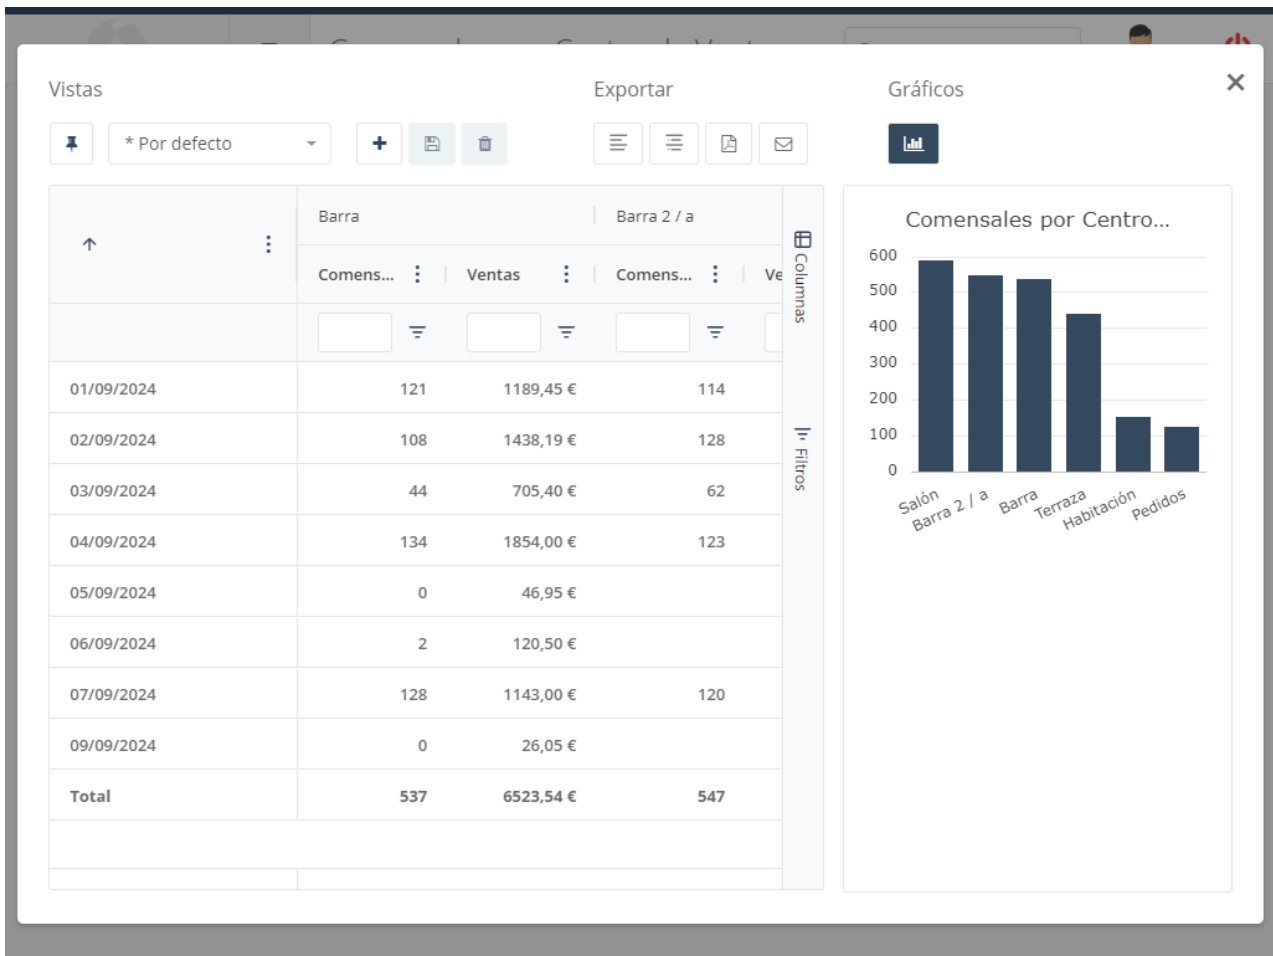 Vistas
Exportar
Gráficos
* Por defecto
Barra
Barra 2 / a
Comens...
Ventas
Comens...
Ve
Columnas
Filtros
01/09/2024 121 1189,45 € 114
02/09/2024 108 1438,19 € 128
03/09/2024 44 705,40 € 62
04/09/2024 134 1854,00 € 123
05/09/2024 0 46,95 €
06/09/2024 2 120,50 €
07/09/2024 128 1143,00 € 120
09/09/2024 0 26,05 €
Total 537 6523,54 € 547
Comensales por Centro...
600
500
400
300
200
100
0
Salón
Barra 2 / a
Barra
Terraza
Habitación
Pedidos